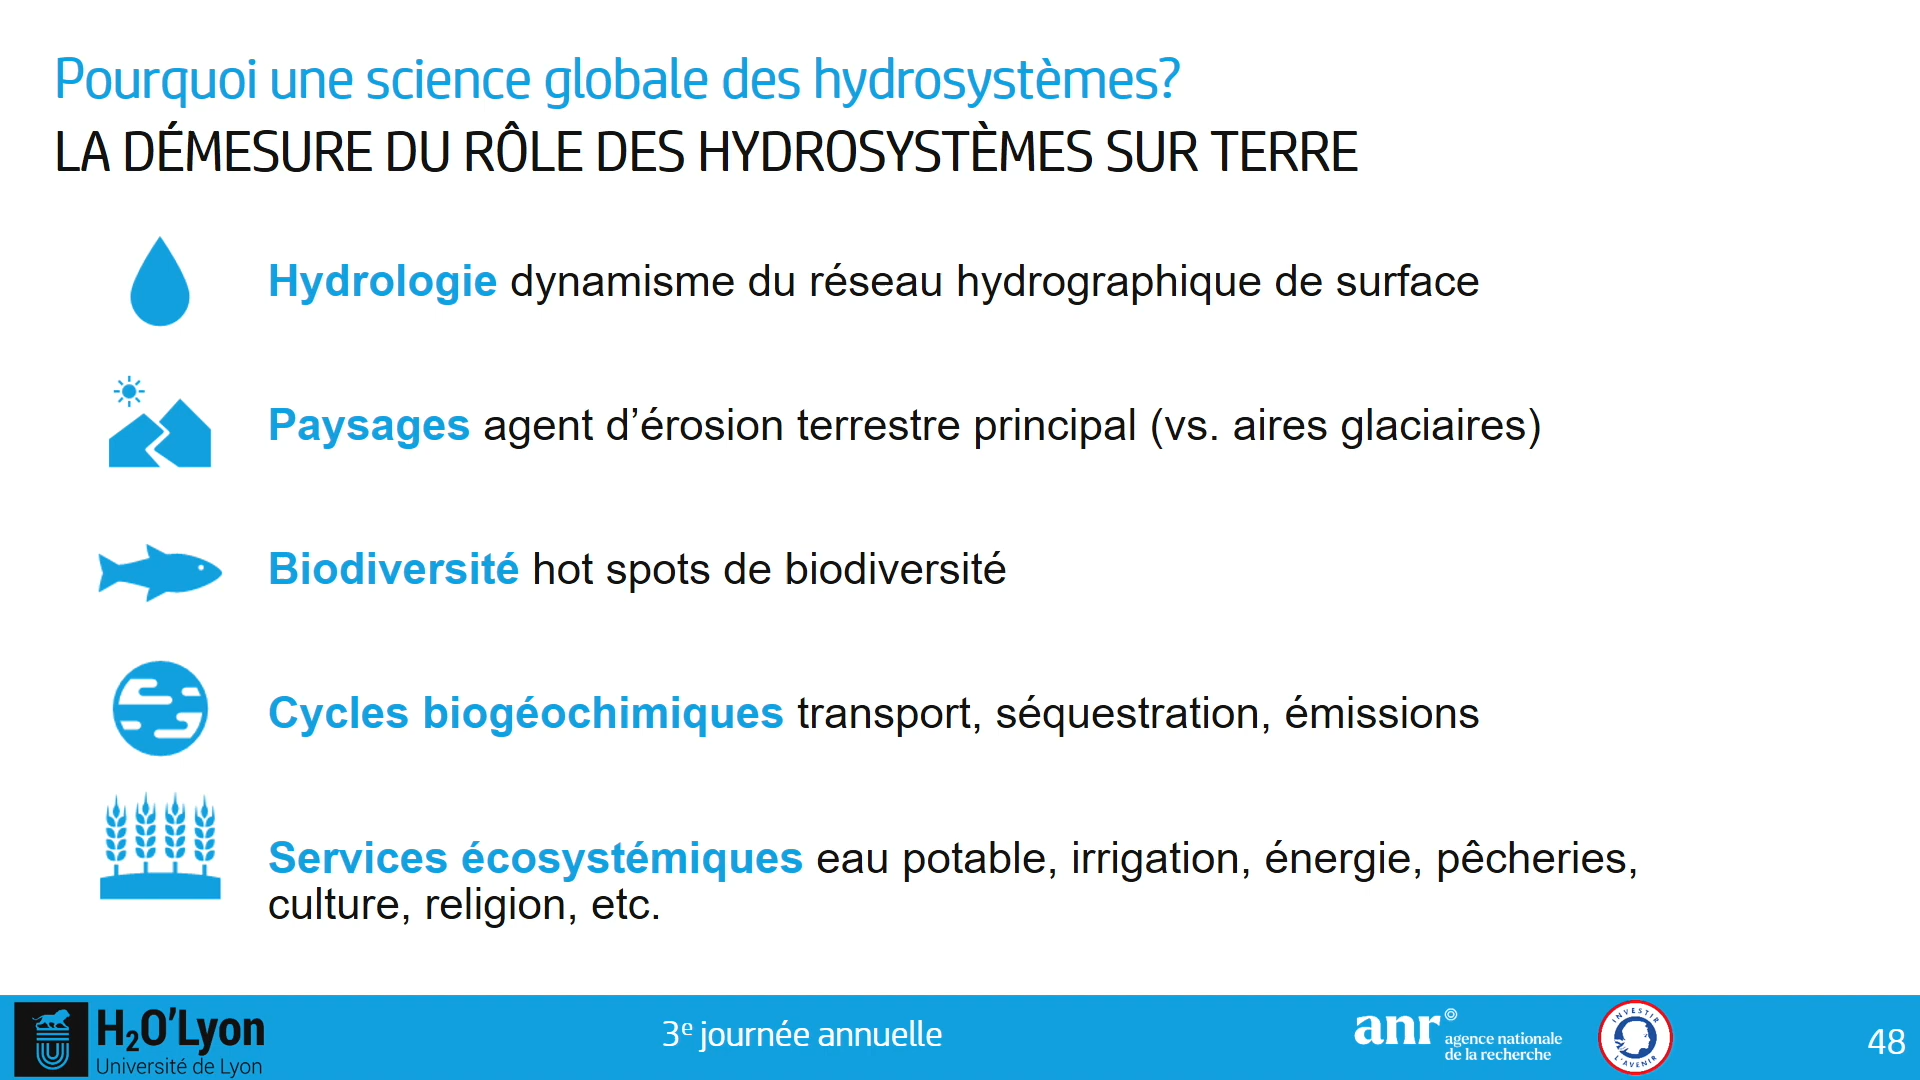 Pourquoi une science globale des hydrosystèmes?
LA DÉMESURE DU RÔLE DES HYDROSYSTÈMES SUR TERRE
Hydrologie dynamisme du réseau hydrographique de surface
Paysages agent d’érosion terrestre principal (vs. aires glaciaires)
Biodiversité hot spots de biodiversité
Cycles biogéochimiques transport, séquestration, émissions
Services écosystémiques eau potable, irrigation, énergie, pêcheries,
culture, religion, etc.
H₂O’Lyon
Université de Lyon
3ᵉ journée annuelle
anr
agence nationale
de la recherche
INVESTIR
L'AVENIR
48